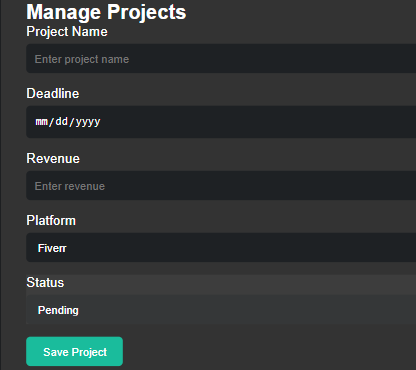 Manage Projects
Project Name
Enter project name
Deadline
mm/dd/yyyy
Revenue
Enter revenue
Platform
Fiverr
Status
Pending
Save Project